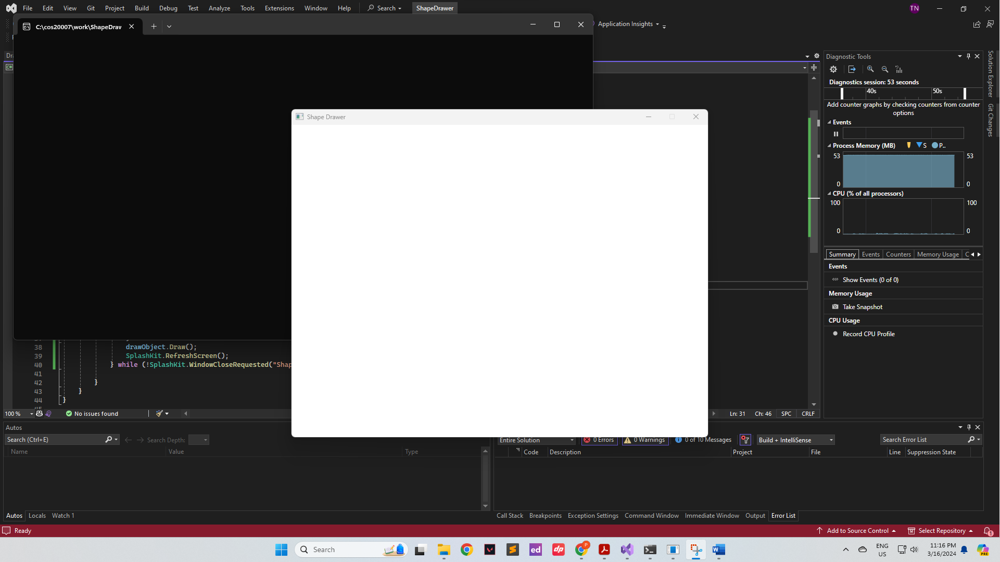 File Edit View Git Project Build Debug Test Analyze Tools Extensions Window Help Search ShapeDrawer TN
C:\cos20007\work\ShapeDrav
Application Insights
Diagnostic Tools
Diagnostics session: 53 seconds
40s 50s
Add counter graphs by checking counters from counter
options
Events
Process Memory (MB) S P..
53 53
0 0
CPU (% of all processors)
100 100
0 0
Summary Events Counters Memory Usage C
Events
Show Events (0 of 0)
Memory Usage
Take Snapshot
CPU Usage
Record CPU Profile
Solution Explorer
Git Changes
Shape Drawer
38 drawObject.Draw();
39 SplashKit.RefreshScreen();
40 } while (!SplashKit.WindowCloseRequested("Shap
41
42 }
43 }
44 }
100 % No issues found Ln: 31 Ch: 46 SPC CRLF
Autos
Search (Ctrl+E) Search Depth:
Name Value Type
Entire Solution 0 Errors 0 Warnings 0 of 10 Messages Build + IntelliSense Search Error List
Code Description Project File Line Suppression State
Autos Locals Watch 1
Call Stack Breakpoints Exception Settings Command Window Immediate Window Output Error List
Ready Add to Source Control Select Repository 1
Search
ed dp P W PRE
ENG
US
11:16 PM
3/16/2024